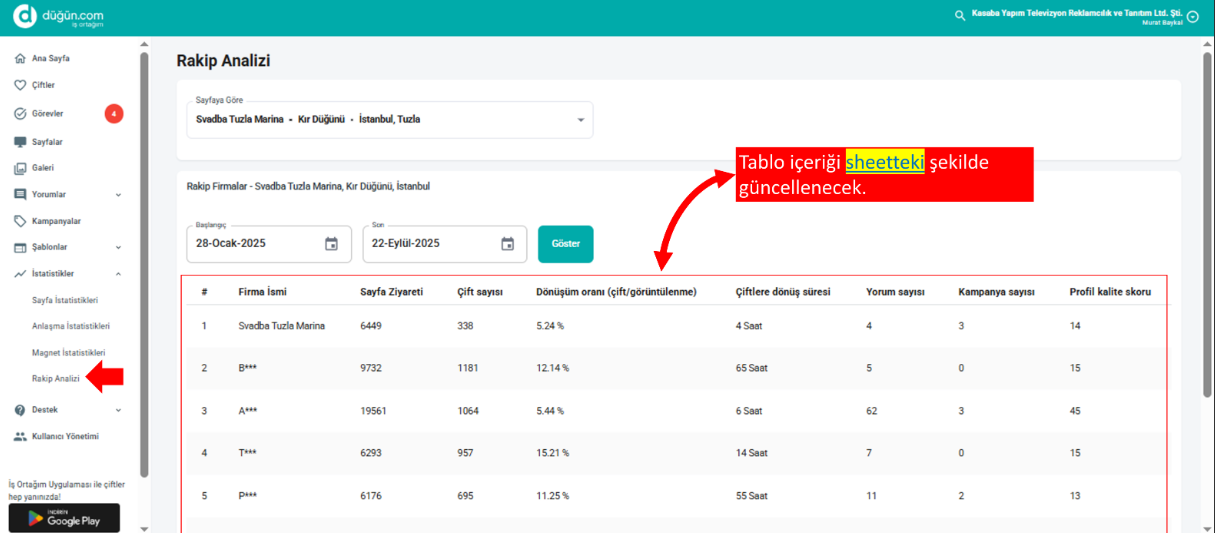 düğün.com
iş ortağım
Kasaba Yapım Televizyon Reklamcılık ve Tanıtım Ltd. Şti.
Murat Baykal
Ana Sayfa
Çiftler
Görevler
4
Sayfalar
Galeri
Yorumlar
Kampanyalar
Şablonlar
İstatistikler
Sayfa İstatistikleri
Anlaşma İstatistikleri
Magnet İstatistikleri
Rakip Analizi
Destek
Kullanıcı Yönetimi
İş Ortağım Uygulaması ile çiftler
hep yanınızda!
İNDİRİN
Google Play
Rakip Analizi
Sayfaya Göre
Svadba Tuzla Marina - Kır Düğünü - İstanbul, Tuzla
Tablo içeriği sheetteki şekilde
güncellenecek.
Rakip Firmalar - Svadba Tuzla Marina, Kır Düğünü, İstanbul
Başlangıç
28-Ocak-2025
Son
22-Eylül-2025
Göster
# Firma İsmi Sayfa Ziyareti Çift sayısı Dönüşüm oranı (çift/görüntülenme) Çiftlere dönüş süresi Yorum sayısı Kampanya sayısı Profil kalite skoru
1 Svadba Tuzla Marina 6449 338 5.24 % 4 Saat 4 3 14
2 B*** 9732 1181 12.14 % 65 Saat 5 0 15
3 A*** 19561 1064 5.44 % 6 Saat 62 3 45
4 T*** 6293 957 15.21 % 14 Saat 7 0 15
5 P*** 6176 695 11.25 % 55 Saat 11 2 13